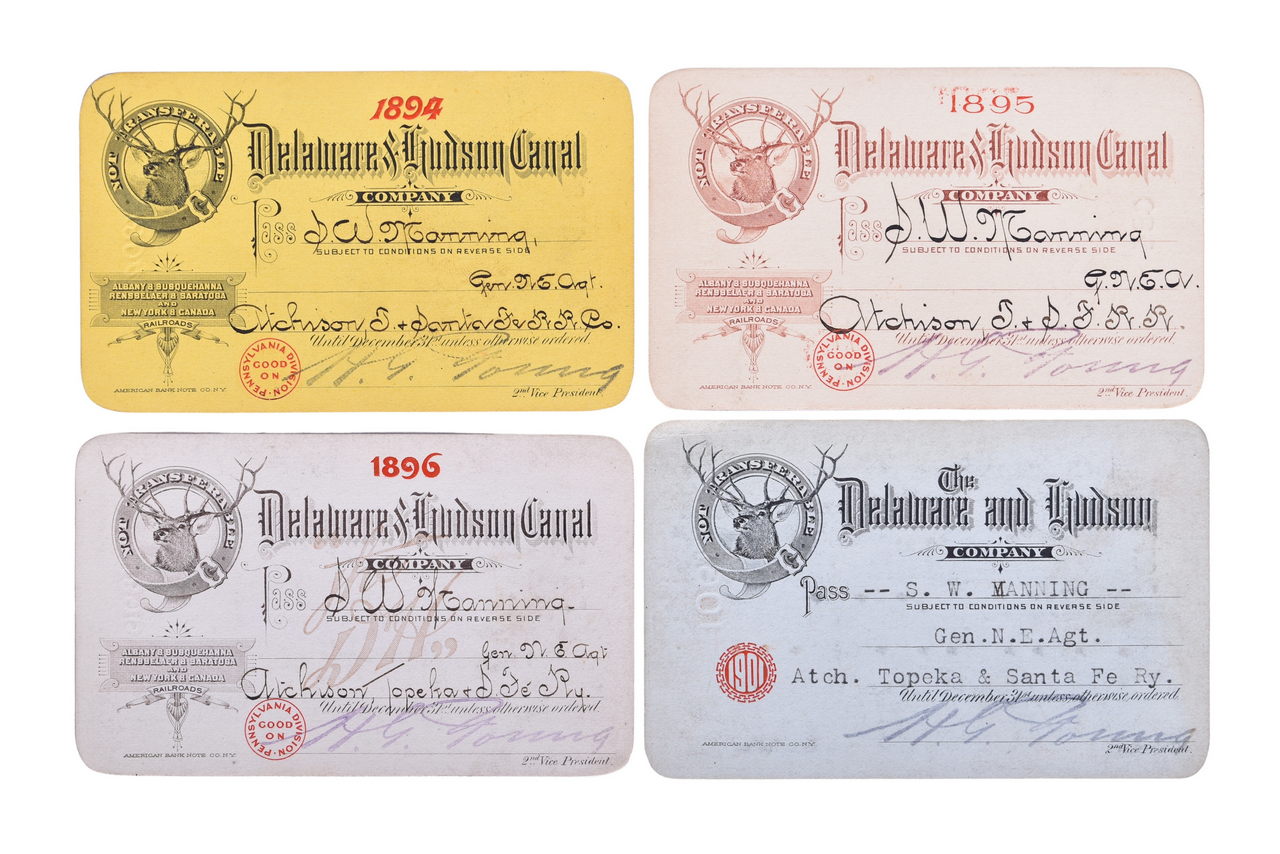 1894
NOT TRANSFERABLE
Delaware & Hudson Canal
COMPANY
Pass S. W. Manning,
SUBJECT TO CONDITIONS ON REVERSE SIDE
Gen. N. E. Agt.
ALBANY & SUSQUEHANNA
RENSSELAER & SARATOGA
AND
NEW YORK & CANADA
RAILROADS
Atchison, T. & Santa Fe R. R. Co.
Until December 31st unless otherwise ordered.
PENNSYLVANIA DIVISION
GOOD
ON
H. G. Young
AMERICAN BANK NOTE CO. N.Y.
2nd Vice President.
1895
NOT TRANSFERABLE
Delaware & Hudson Canal
COMPANY
Pass S. W. Manning
SUBJECT TO CONDITIONS ON REVERSE SIDE
G. N. E. A.
ALBANY & SUSQUEHANNA
RENSSELAER & SARATOGA
AND
NEW YORK & CANADA
RAILROADS
Atchison, T. & S. F. R. R.
Until December 31st unless otherwise ordered.
PENNSYLVANIA DIVISION
GOOD
ON
H. G. Young
AMERICAN BANK NOTE CO. N.Y.
2nd Vice President.
1896
NOT TRANSFERABLE
Delaware & Hudson Canal
COMPANY
Pass S. W. Manning
SUBJECT TO CONDITIONS ON REVERSE SIDE
Gen. N. E. Agt
ALBANY & SUSQUEHANNA
RENSSELAER & SARATOGA
AND
NEW YORK & CANADA
RAILROADS
Atchison, Topeka & S. Fé Ry.
Until December 31st unless otherwise ordered.
PENNSYLVANIA DIVISION
GOOD
ON
H. G. Young
AMERICAN BANK NOTE CO. N.Y.
2nd Vice President.
NOT TRANSFERABLE
The
Delaware and Hudson
COMPANY
Pass -- S. W. MANNING --
SUBJECT TO CONDITIONS ON REVERSE SIDE
Gen.N.E.Agt.
1901
Atch. Topeka & Santa Fe Ry.
Until December 31st unless otherwise ordered.
H. G. Young
AMERICAN BANK NOTE CO. N.Y.
2nd Vice President.